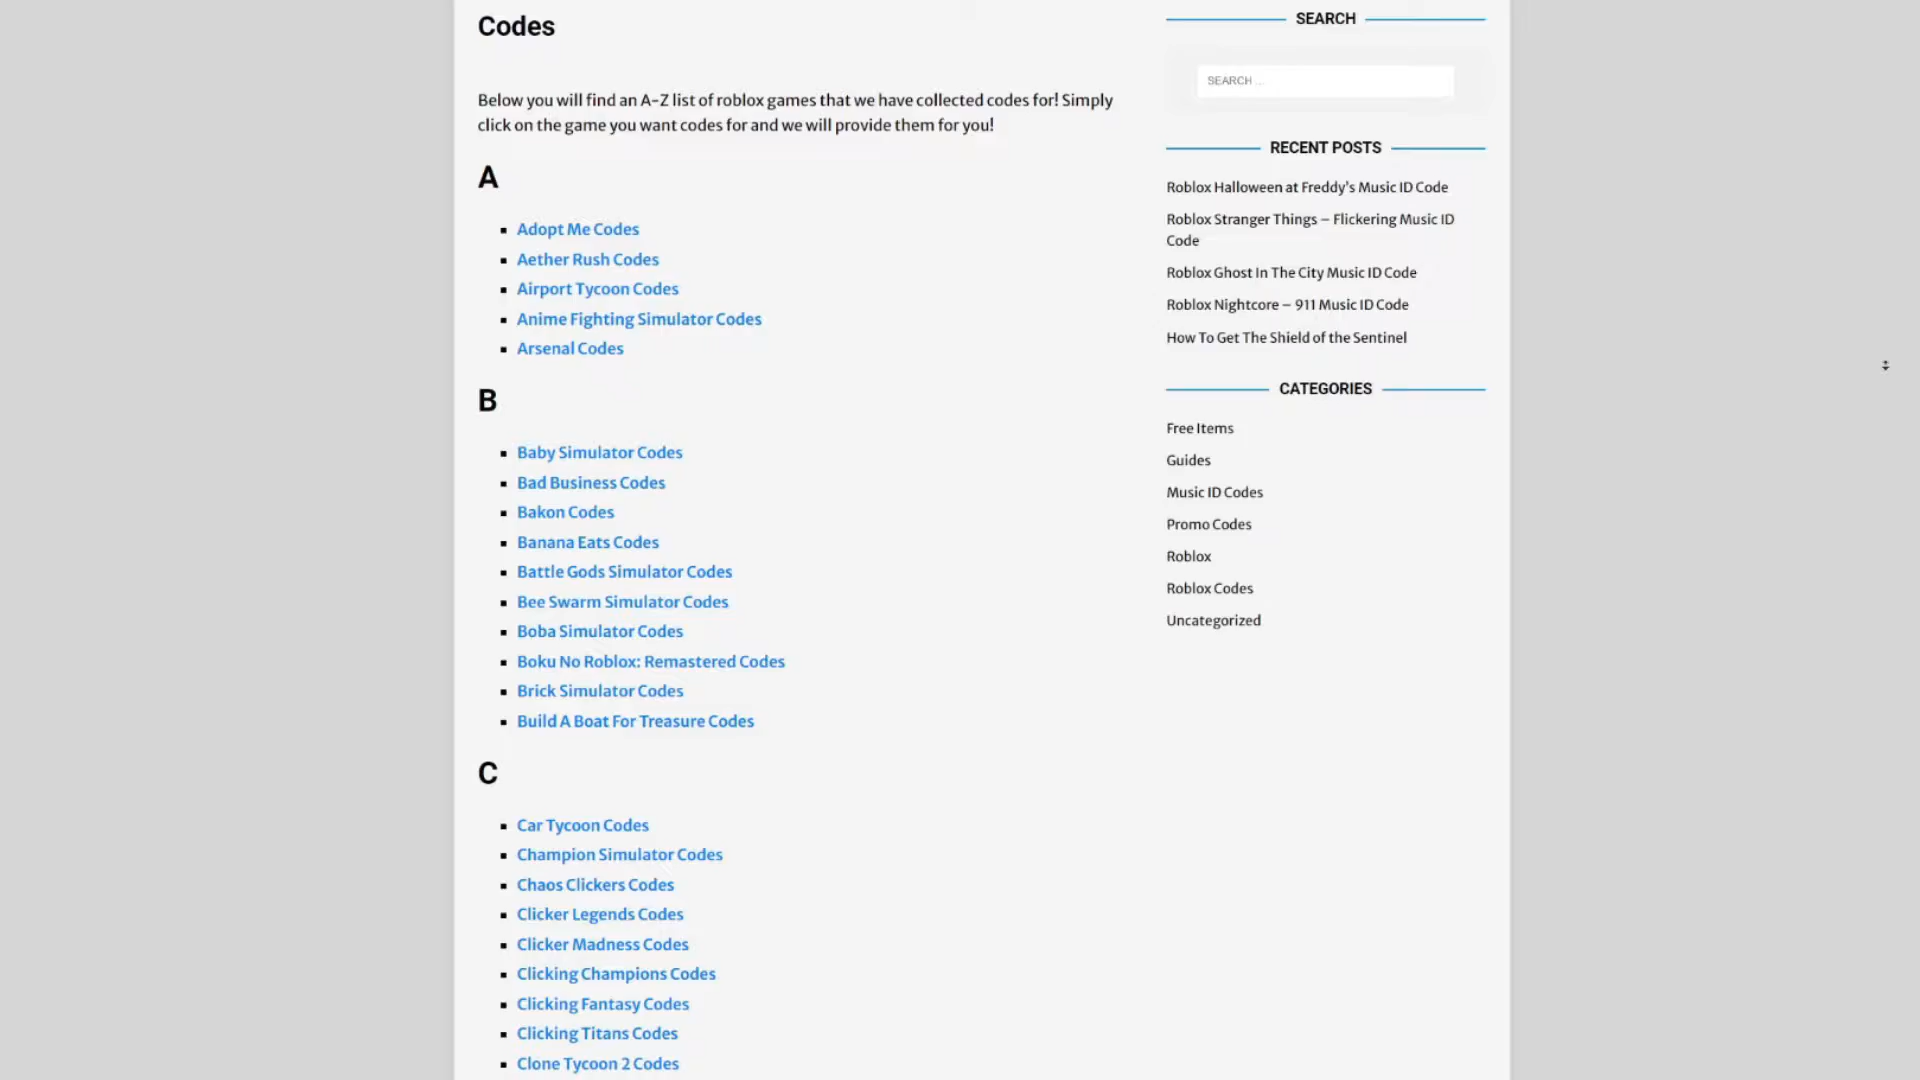 Codes
Below you will find an A-Z list of roblox games that we have collected codes for! Simply
click on the game you want codes for and we will provide them for you!
A
Adopt Me Codes
Aether Rush Codes
Airport Tycoon Codes
Anime Fighting Simulator Codes
Arsenal Codes
B
Baby Simulator Codes
Bad Business Codes
Bakon Codes
Banana Eats Codes
Battle Gods Simulator Codes
Bee Swarm Simulator Codes
Boba Simulator Codes
Boku No Roblox: Remastered Codes
Brick Simulator Codes
Build A Boat For Treasure Codes
C
Car Tycoon Codes
Champion Simulator Codes
Chaos Clickers Codes
Clicker Legends Codes
Clicker Madness Codes
Clicking Champions Codes
Clicking Fantasy Codes
Clicking Titans Codes
Clone Tycoon 2 Codes
SEARCH
SEARCH ...
RECENT POSTS
Roblox Halloween at Freddy's Music ID Code
Roblox Stranger Things – Flickering Music ID
Code
Roblox Ghost In The City Music ID Code
Roblox Nightcore – 911 Music ID Code
How To Get The Shield of the Sentinel
CATEGORIES
Free Items
Guides
Music ID Codes
Promo Codes
Roblox
Roblox Codes
Uncategorized